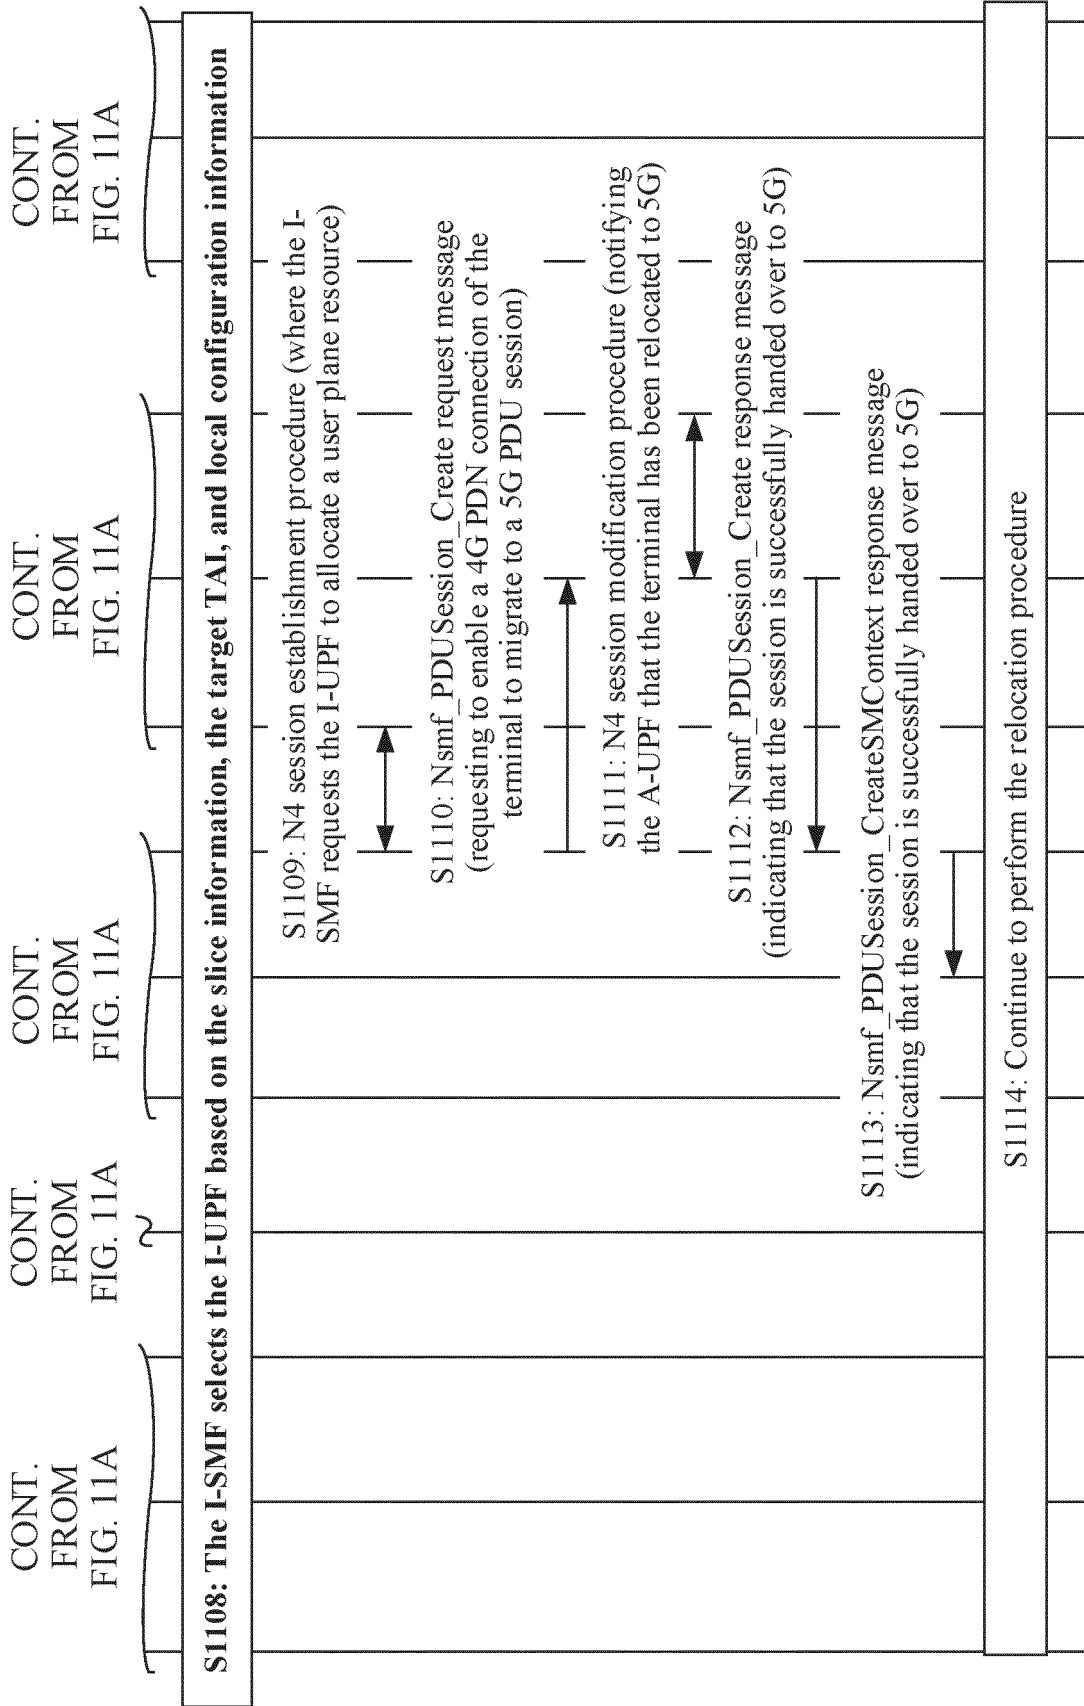 CONT.
FROM
FIG. 11A
CONT.
FROM
FIG. 11A
CONT.
FROM
FIG. 11A
CONT.
FROM
FIG. 11A
CONT.
FROM
FIG. 11A
S1108: The I-SMF selects the I-UPF based on the slice information, the target TAI, and local configuration information
S1109: N4 session establishment procedure (where the I-
SMF requests the I-UPF to allocate a user plane resource)
S1110: Nsmf_PDUSession_Create request message
(requesting to enable a 4G PDN connection of the
terminal to migrate to a 5G PDU session)
S1111: N4 session modification procedure (notifying
the A-UPF that the terminal has been relocated to 5G)
S1112: Nsmf_PDUSession_Create response message
(indicating that the session is successfully handed over to 5G)
S1113: Nsmf_PDUSession_CreateSMContext response message
(indicating that the session is successfully handed over to 5G)
S1114: Continue to perform the relocation procedure